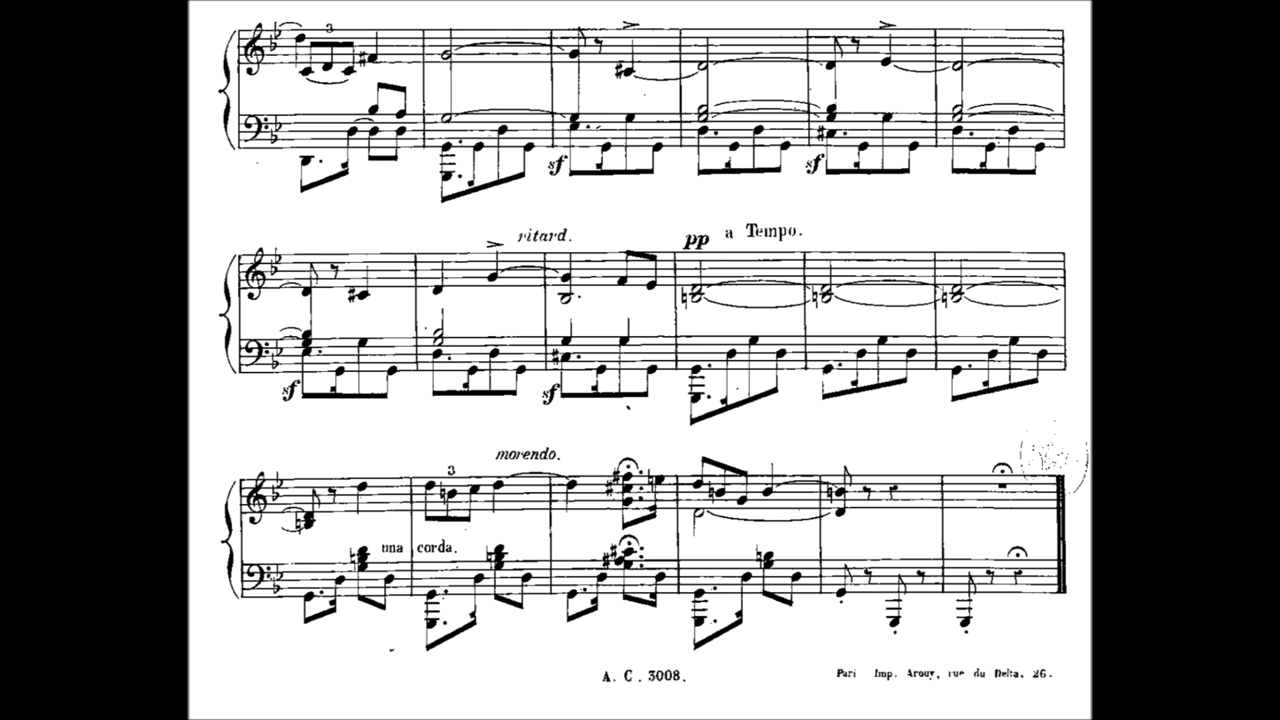 3
sf
sf
ritard.
pp a Tempo.
sf
sf
morendo.
3
una corda.
A. C. 3008.
Imp. Arouy, rue du Delta, 26.